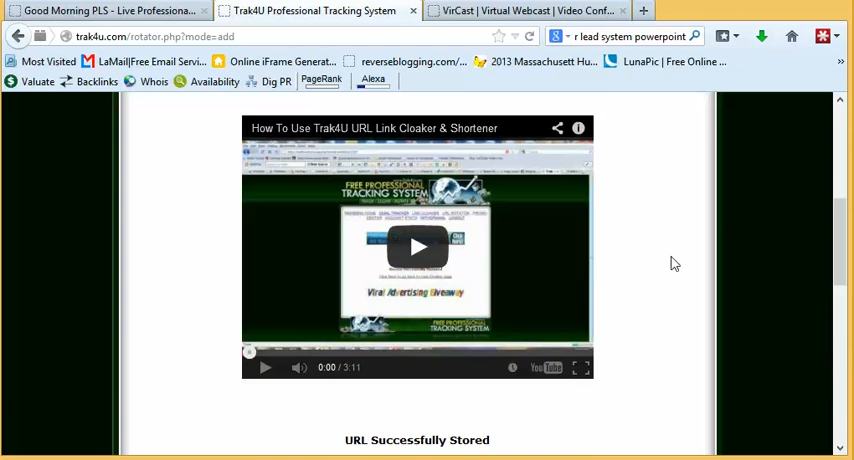 Good Morning PLS - Live Professiona...
Trak4U Professional Tracking System
VirCast | Virtual Webcast | Video Conf...
trak4u.com/rotator.php?mode=add
r lead system powerpoint
Most Visited
LaMail|Free Email Servi...
Online iFrame Generat...
reverseblogging.com/...
2013 Massachusett Hu...
LunaPic | Free Online ...
Valuate
Backlinks
Whois
Availability
Dig PR
PageRank
Alexa
How To Use Trak4U URL Link Cloaker & Shortener
FREE PROFESSIONAL
TRACKING SYSTEM
Viral Advertising Giveaway
FREE PROFESSIONAL
TRACKING SYSTEM
0:00 / 3:11
YouTube
URL Successfully Stored